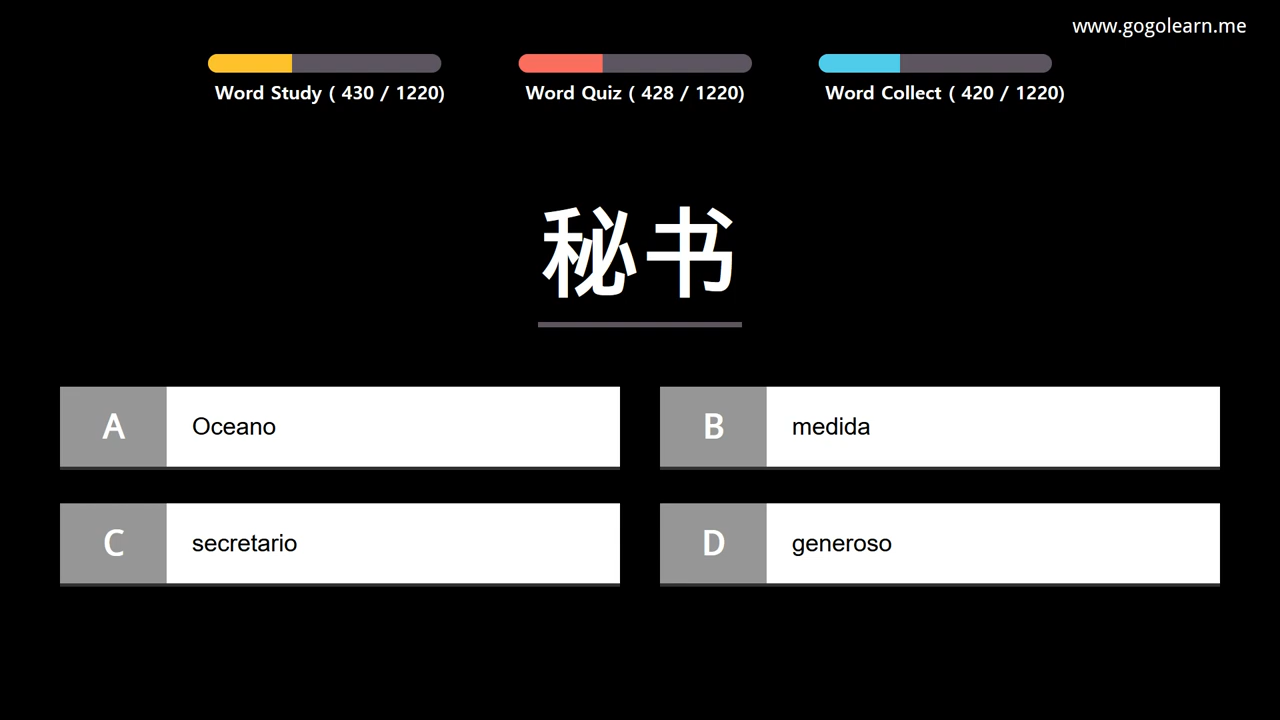 www.gogolearn.me
Word Study ( 430 / 1220)
Word Quiz ( 428 / 1220)
Word Collect ( 420 / 1220)
秘书
A Oceano
B medida
C secretario
D generoso